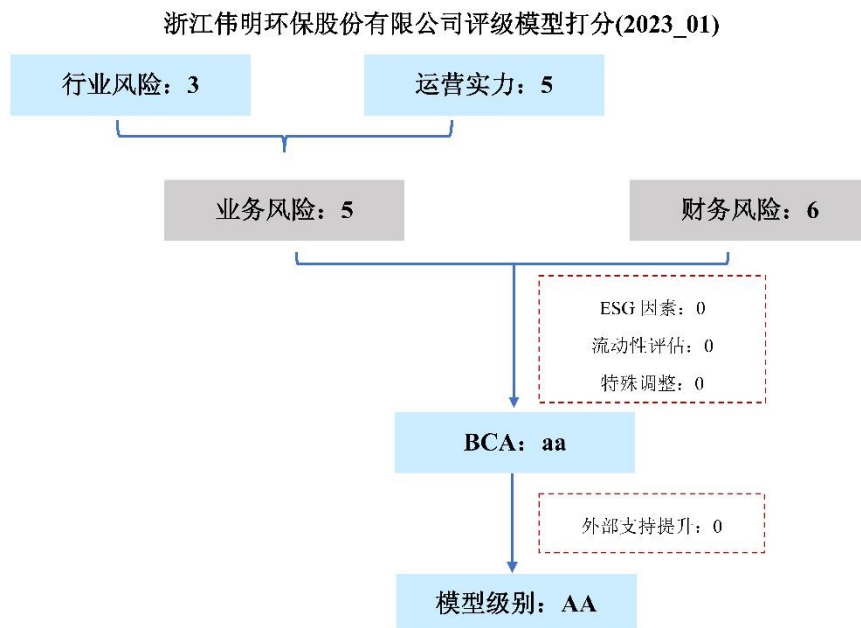 浙江伟明环保股份有限公司评级模型打分(2023_01)
行业风险：3
运营实力：5
业务风险：5
财务风险：6
ESG 因素：0
流动性评估：0
特殊调整：0
BCA：aa
外部支持提升：0
模型级别：AA